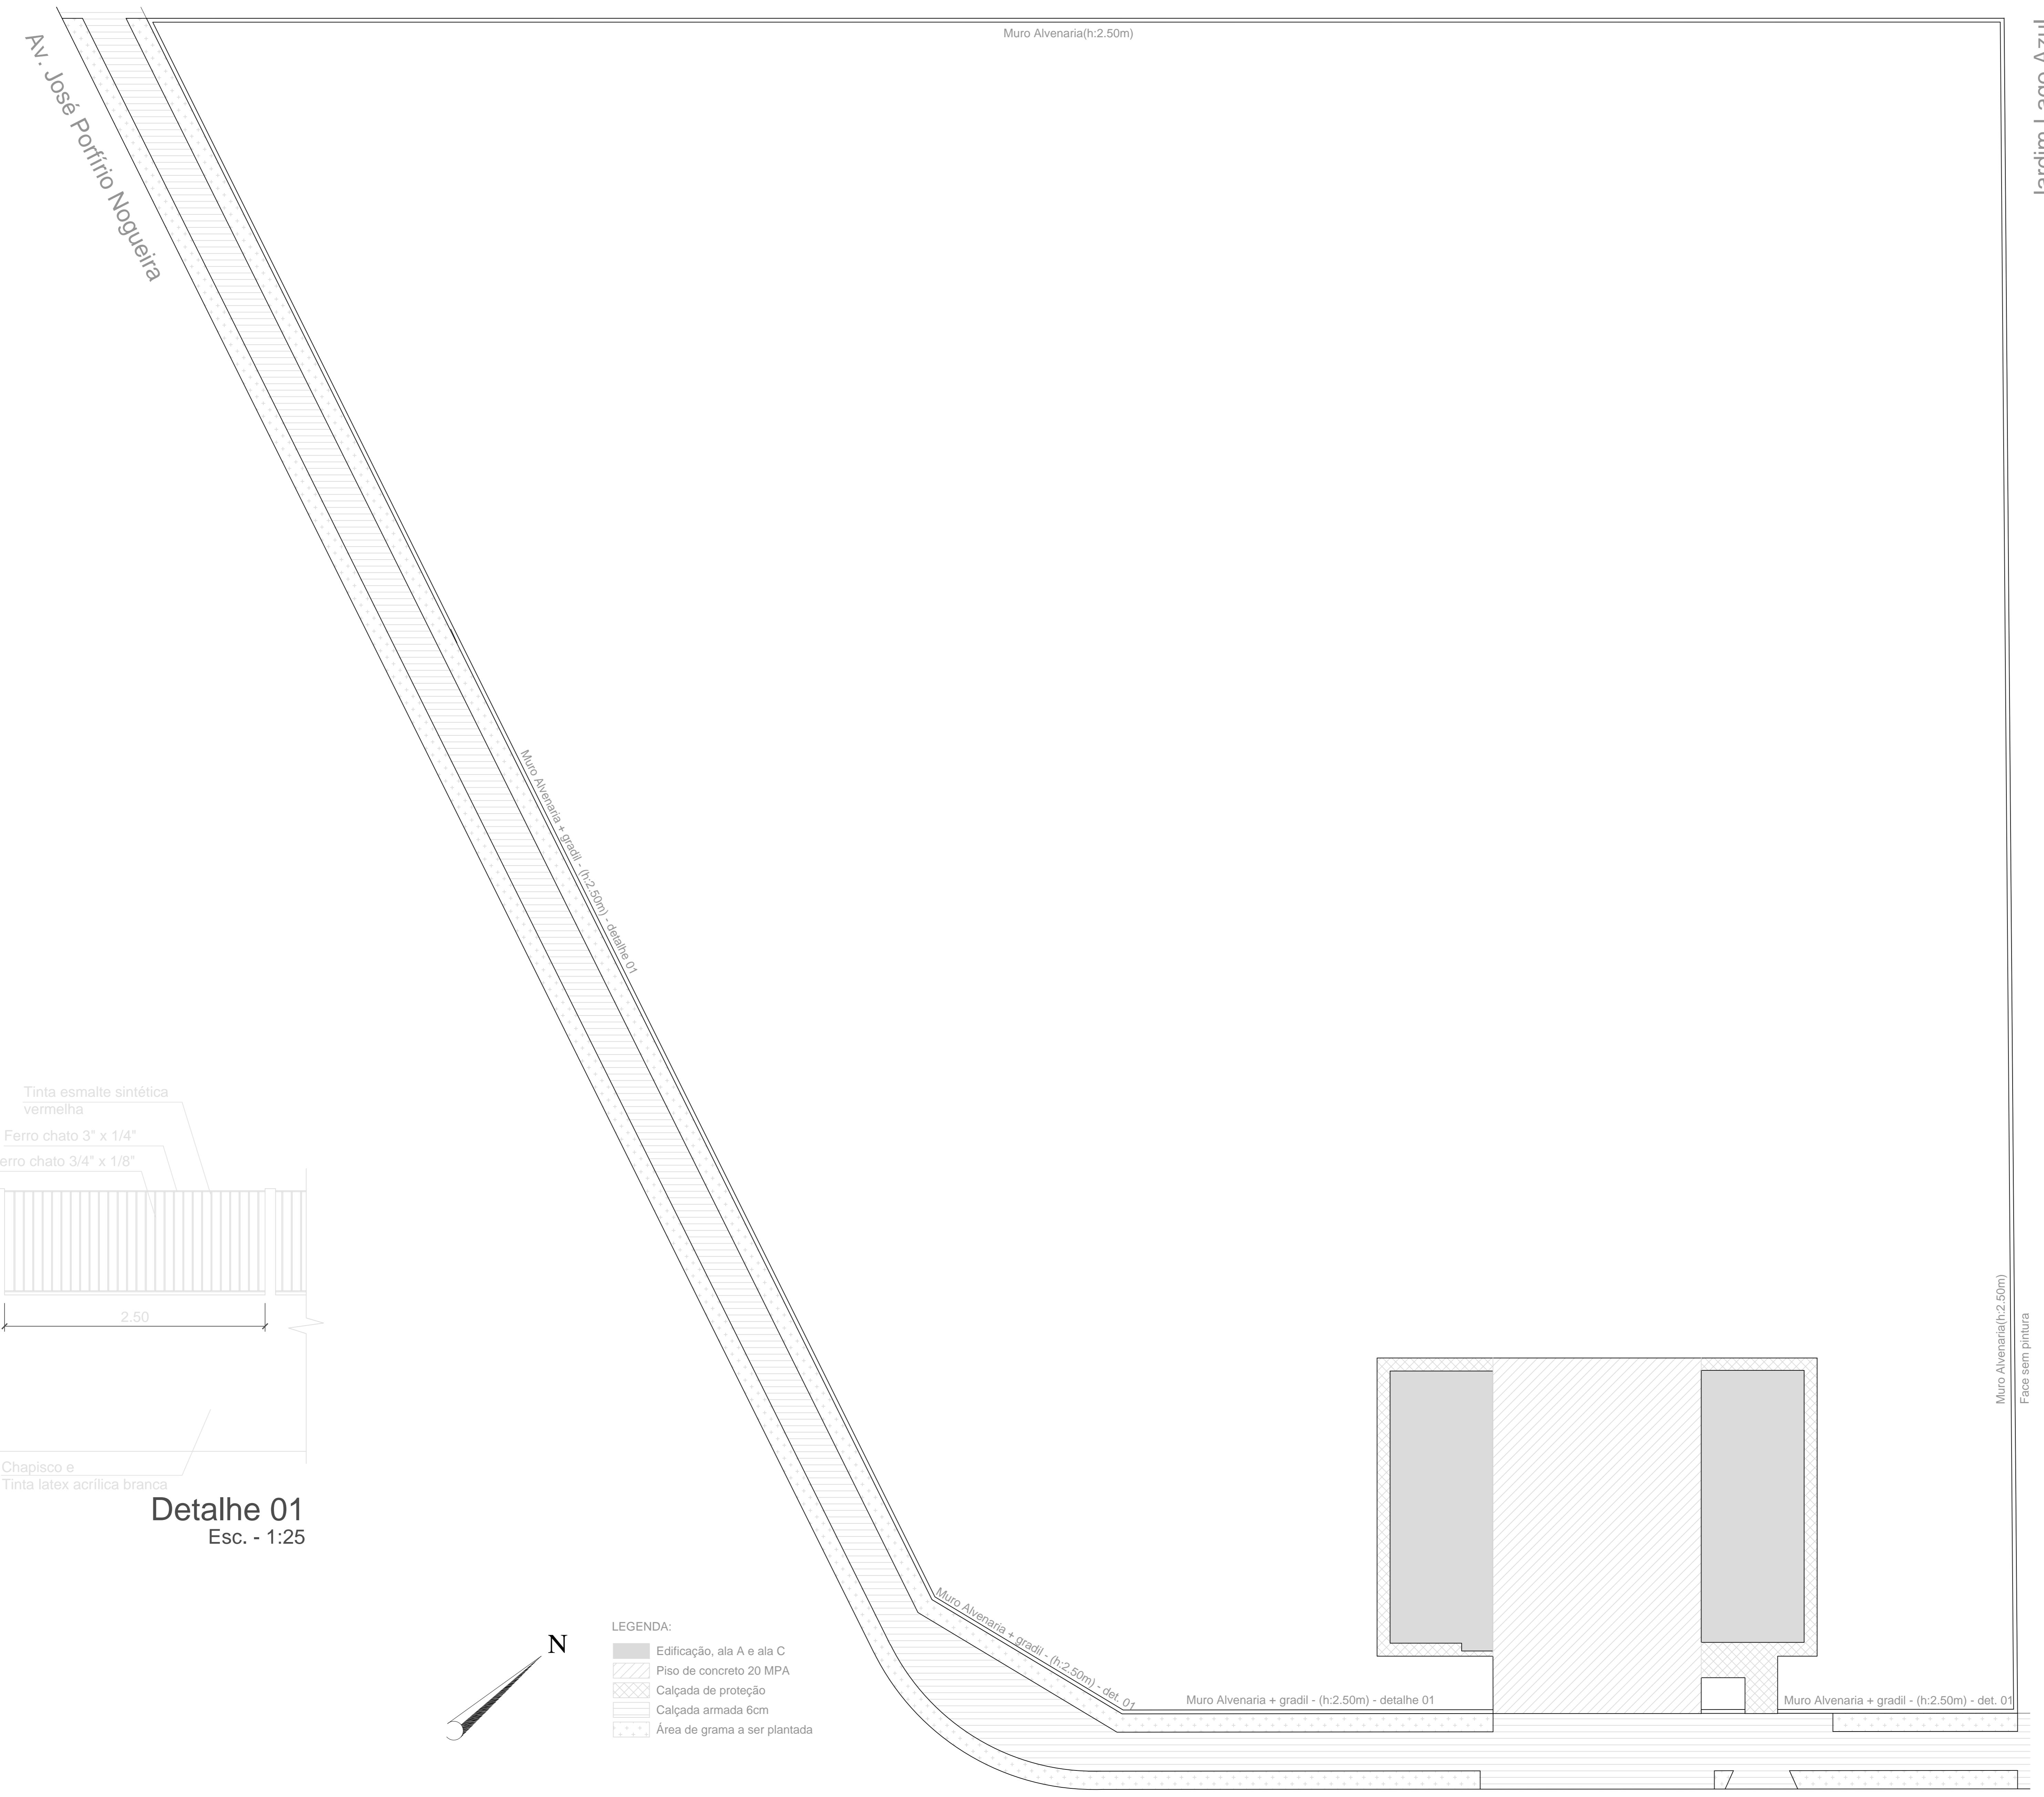 Muro Alvenaria(h:2.50m)
Av. José Porfírio Nogueira
Jardim Lago Azul
Muro Alvenaria + gradil - (h:2.50m) - detalhe 01
Tinta esmalte sintética
vermelha
Ferro chato 3" x 1/4"
erro chato 3/4" x 1/8"
2.50
Chapisco e
Tinta latex acrílica branca
Detalhe 01
Esc. - 1:25
Muro Alvenaria(h:2.50m)
Face sem pintura
Muro Alvenaria + gradil - (h:2.50m) - det. 01
Muro Alvenaria + gradil - (h:2.50m) - detalhe 01
Muro Alvenaria + gradil - (h:2.50m) - det. 01
N
LEGENDA:
Edificação, ala A e ala C
Piso de concreto 20 MPA
Calçada de proteção
Calçada armada 6cm
Área de grama a ser plantada